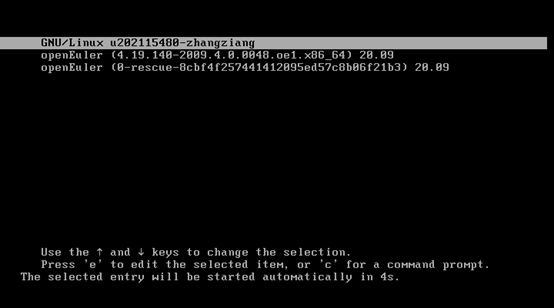 GNU/Linux u202115480-zhangziang
openEuler (4.19.140-2009.4.0.0048.oe1.x86_64) 20.09
openEuler (0-rescue-8cbf4f257441412095ed57c8b06f21b3) 20.09
Use the ↑ and ↓ keys to change the selection.
Press 'e' to edit the selected item, or 'c' for a command prompt.
The selected entry will be started automatically in 4s.